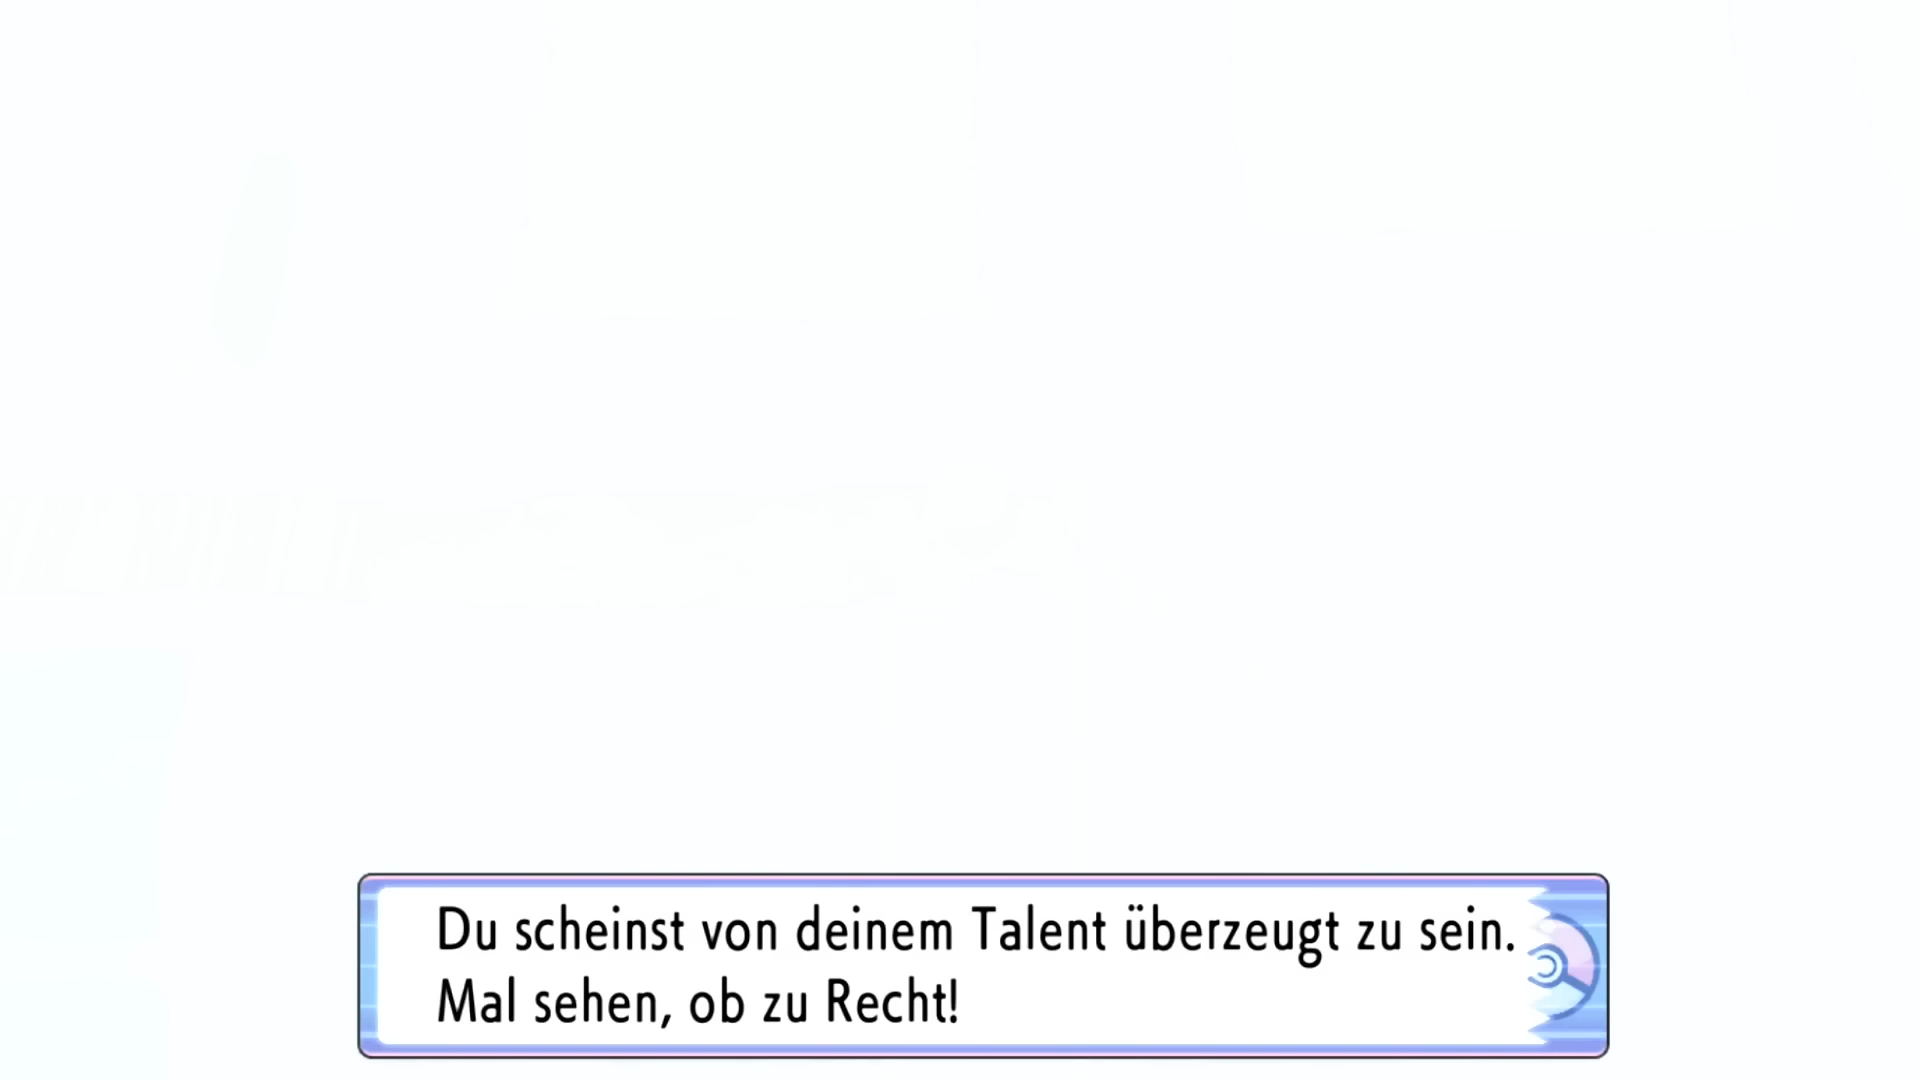 Du scheinst von deinem Talent überzeugt zu sein.
Mal sehen, ob zu Recht!